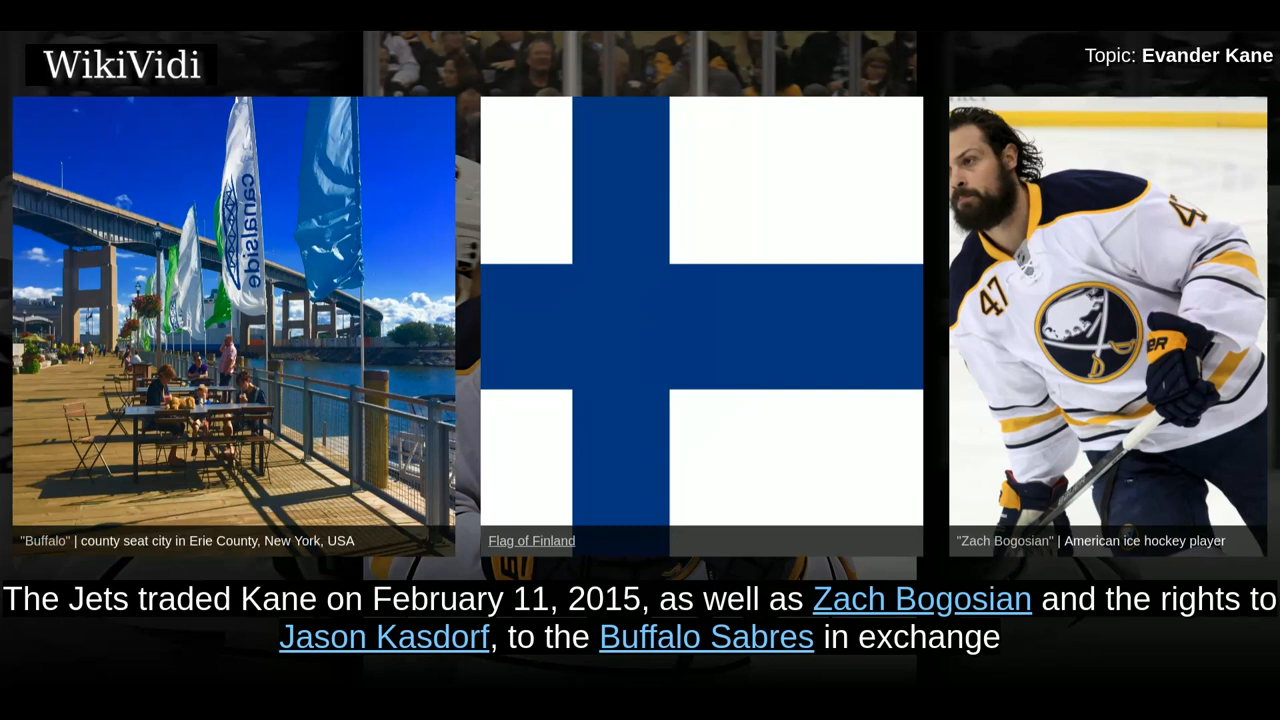 WikiVidi
Topic: Evander Kane
canalside
47
47
"Buffalo" | county seat city in Erie County, New York, USA
Flag of Finland
"Zach Bogosian" | American ice hockey player
The Jets traded Kane on February 11, 2015, as well as Zach Bogosian and the rights to
Jason Kasdorf, to the Buffalo Sabres in exchange